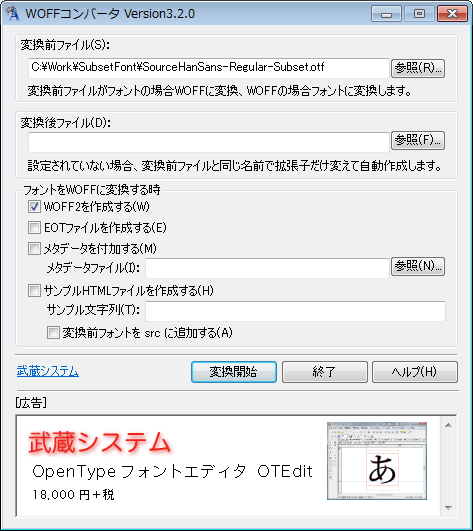 WOFFコンバータ Version3.2.0
変換前ファイル(S):
C:¥Work¥SubsetFont¥SourceHanSans-Regular-Subset.otf
参照(R)...
変換前ファイルがフォントの場合WOFFに変換、WOFFの場合フォントに変換します。
変換後ファイル(D):
参照(F)...
設定されていない場合、変換前ファイルと同じ名前で拡張子だけ変えて自動作成します。
フォントをWOFFに変換する時
WOFF2を作成する(W)
EOTファイルを作成する(E)
メタデータを付加する(M)
メタデータファイル(I):
参照(N)...
サンプルHTMLファイルを作成する(H)
サンプル文字列(T):
変換前フォントを src に追加する(A)
武蔵システム 変換開始 終了 ヘルプ(H)
[広告]
武蔵システム
OpenType フォントエディタ OTEdit
18,000 円+税
あ